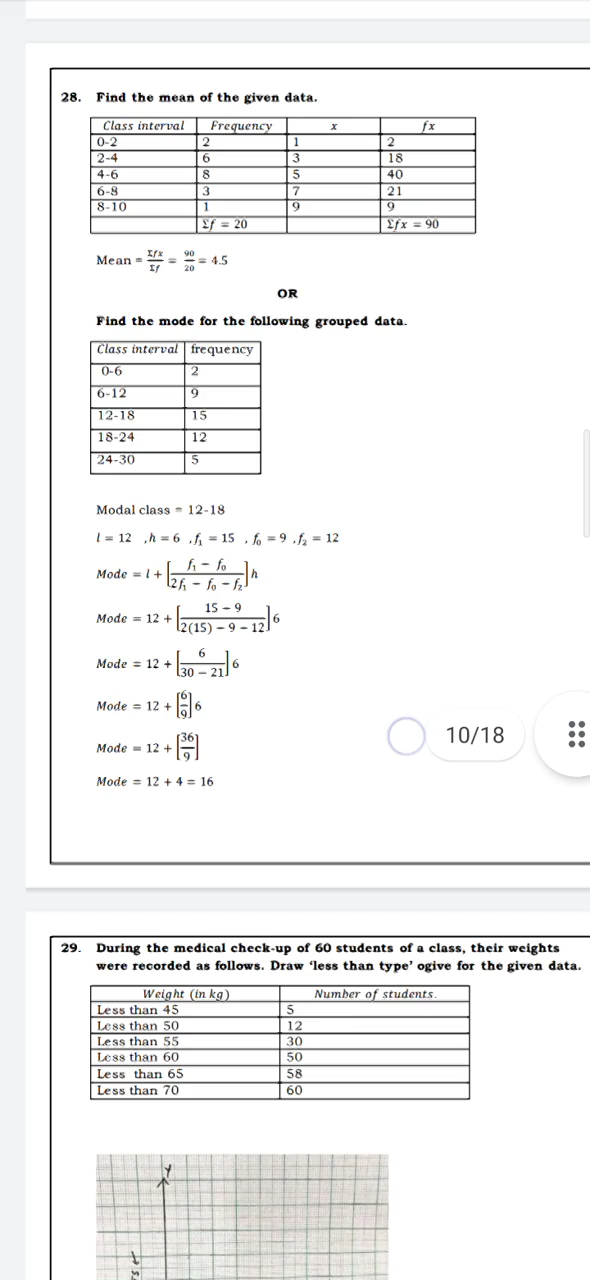 28. Find the mean of the given data.
Class interval Frequency x fx
0-2 2 1 2
2-4 6 3 18
4-6 8 5 40
6-8 3 7 21
8-10 1 9 9
Σf = 20 Σfx = 90
Mean = Σfx/Σf = 90/20 = 4.5
OR
Find the mode for the following grouped data.
Class interval frequency
0-6 2
6-12 9
12-18 15
18-24 12
24-30 5
Modal class = 12-18
l = 12 ,h = 6 ,f₁ = 15 , f₀ = 9 ,f₂ = 12
Mode = l + [f₁ − f₀ / 2f₁ − f₀ − f₂] h
Mode = 12 + [15 − 9 / 2(15) − 9 − 12] 6
Mode = 12 + [6 / 30 − 21] 6
Mode = 12 + [6/9] 6
Mode = 12 + [36/9]
Mode = 12 + 4 = 16
10/18
29. During the medical check-up of 60 students of a class, their weights
were recorded as follows. Draw ‘less than type’ ogive for the given data.
Weight (in kg) Number of students.
Less than 45 5
Less than 50 12
Less than 55 30
Less than 60 50
Less than 65 58
Less than 70 60
Y